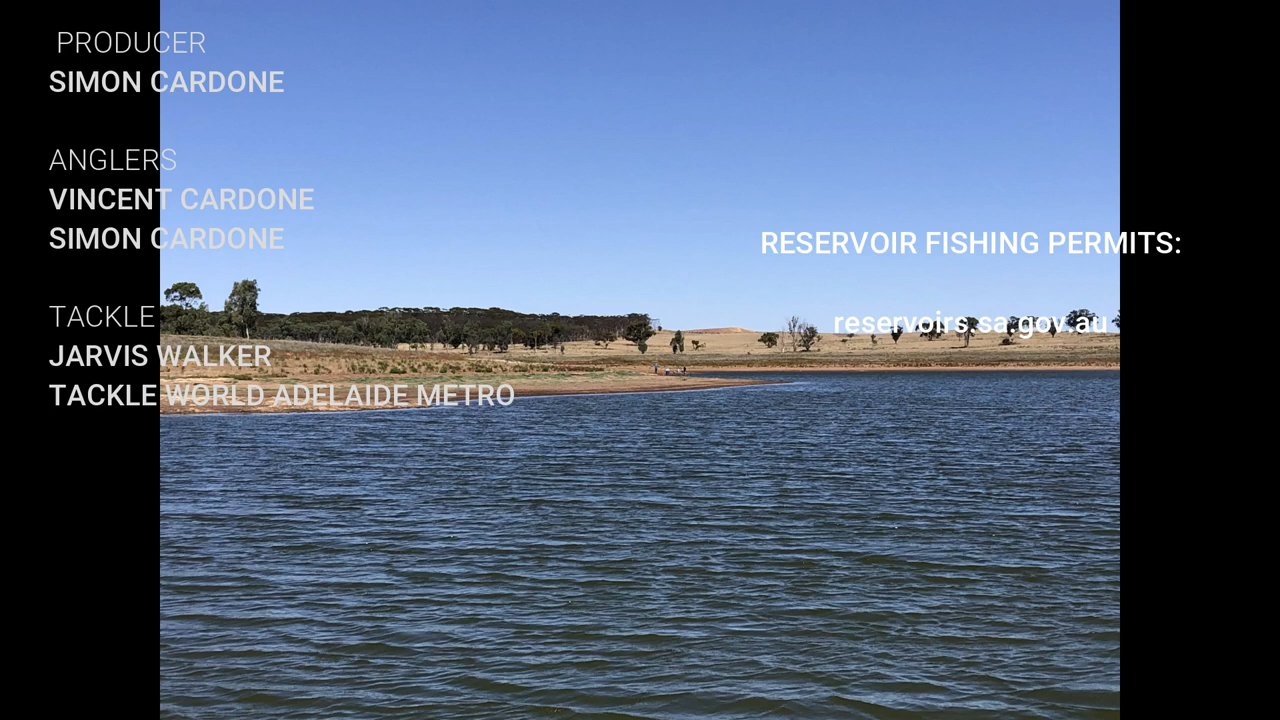 PRODUCER
SIMON CARDONE
ANGLERS
VINCENT CARDONE
SIMON CARDONE
TACKLE
JARVIS WALKER
TACKLE WORLD ADELAIDE METRO
RESERVOIR FISHING PERMITS:
reservoirs.sa.gov.au